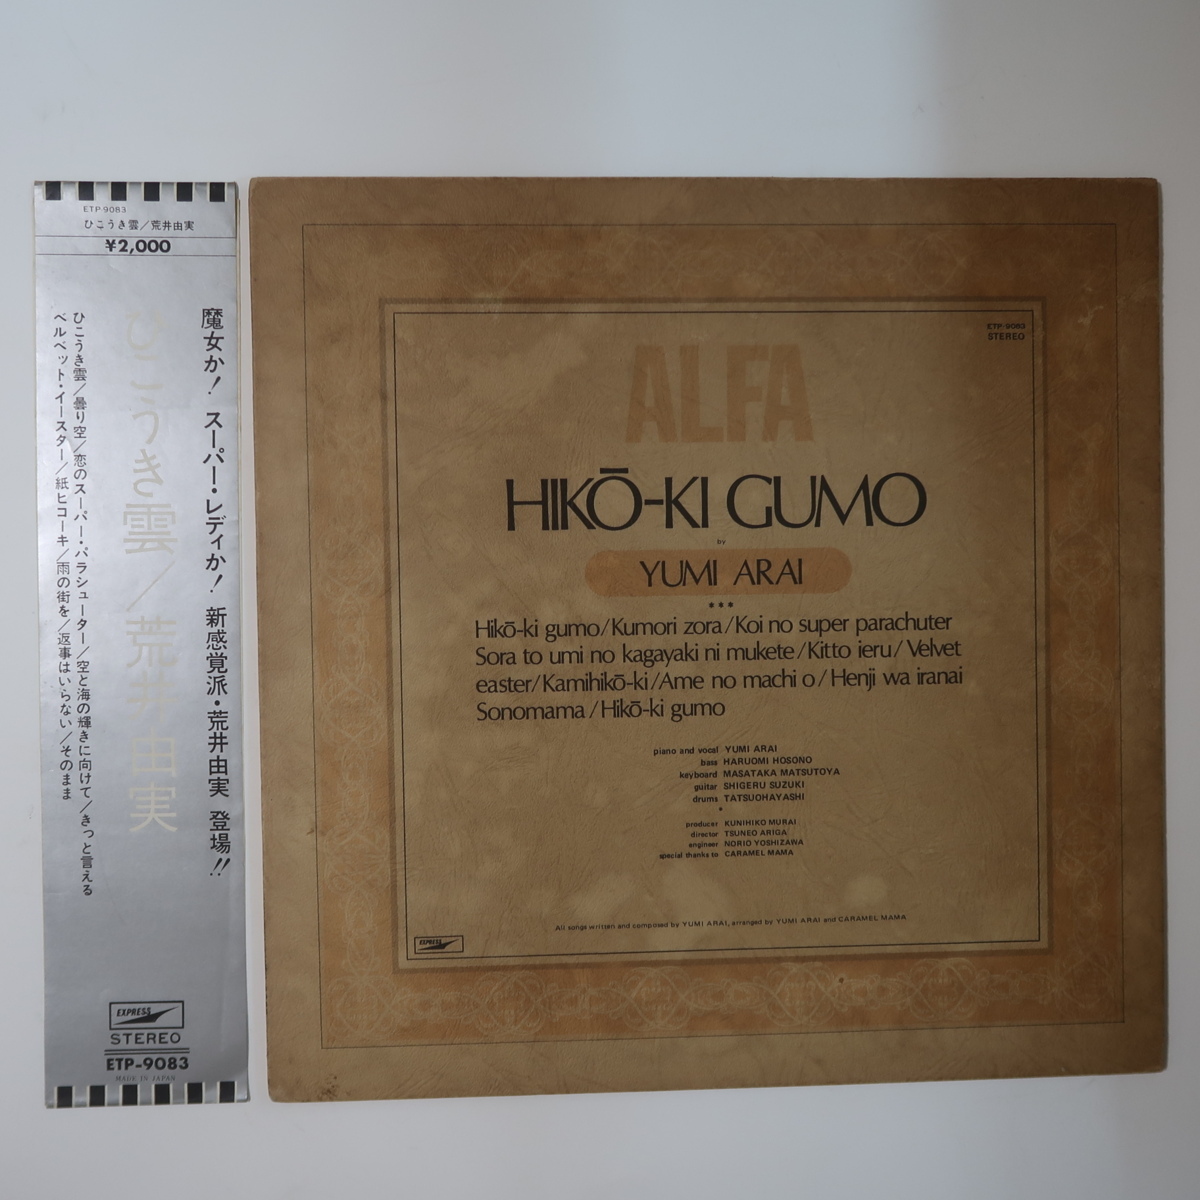 ETP-9083
ひこうき雲／荒井由実
¥2,000
魔女か！ スーパー・レディか！ 新感覚派・荒井由実 登場!!
ひこうき雲／荒井由実
ひこうき雲／曇り空／恋のスーパー・パラシューター／空と海の輝きに向けて／きっと言える
ベルベット・イースター／紙ヒコーキ／雨の街を／返事はいらない／そのまま
EXPRESS
STEREO
ETP-9083
MADE IN JAPAN
ETP-9083
STEREO
ALFA
HIKŌ-KI GUMO
by
YUMI ARAI
***
Hikō-ki gumo/Kumori zora/Koi no super parachuter
Sora to umi no kagayaki ni mukete/Kitto ieru/Velvet
easter/Kamihikō-ki/Ame no machi o/Henji wa iranai
Sonomama/Hikō-ki gumo
piano and vocal YUMI ARAI
bass HARUOMI HOSONO
keyboard MASATAKA MATSUTOYA
guitar SHIGERU SUZUKI
drums TATSUOHAYASHI
*
producer KUNIHIKO MURAI
director TSUNEO ARIGA
engineer NORIO YOSHIZAWA
special thanks to CARAMEL MAMA
All songs written and composed by YUMI ARAI, arranged by YUMI ARAI and CARAMEL MAMA
EXPRESS